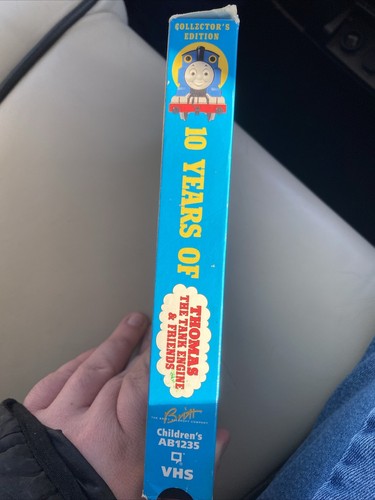 COLLECTOR'S
EDITION
10 YEARS OF
THOMAS
THE TANK ENGINE
& FRIENDS
Britt
Children's
AB1235
VHS